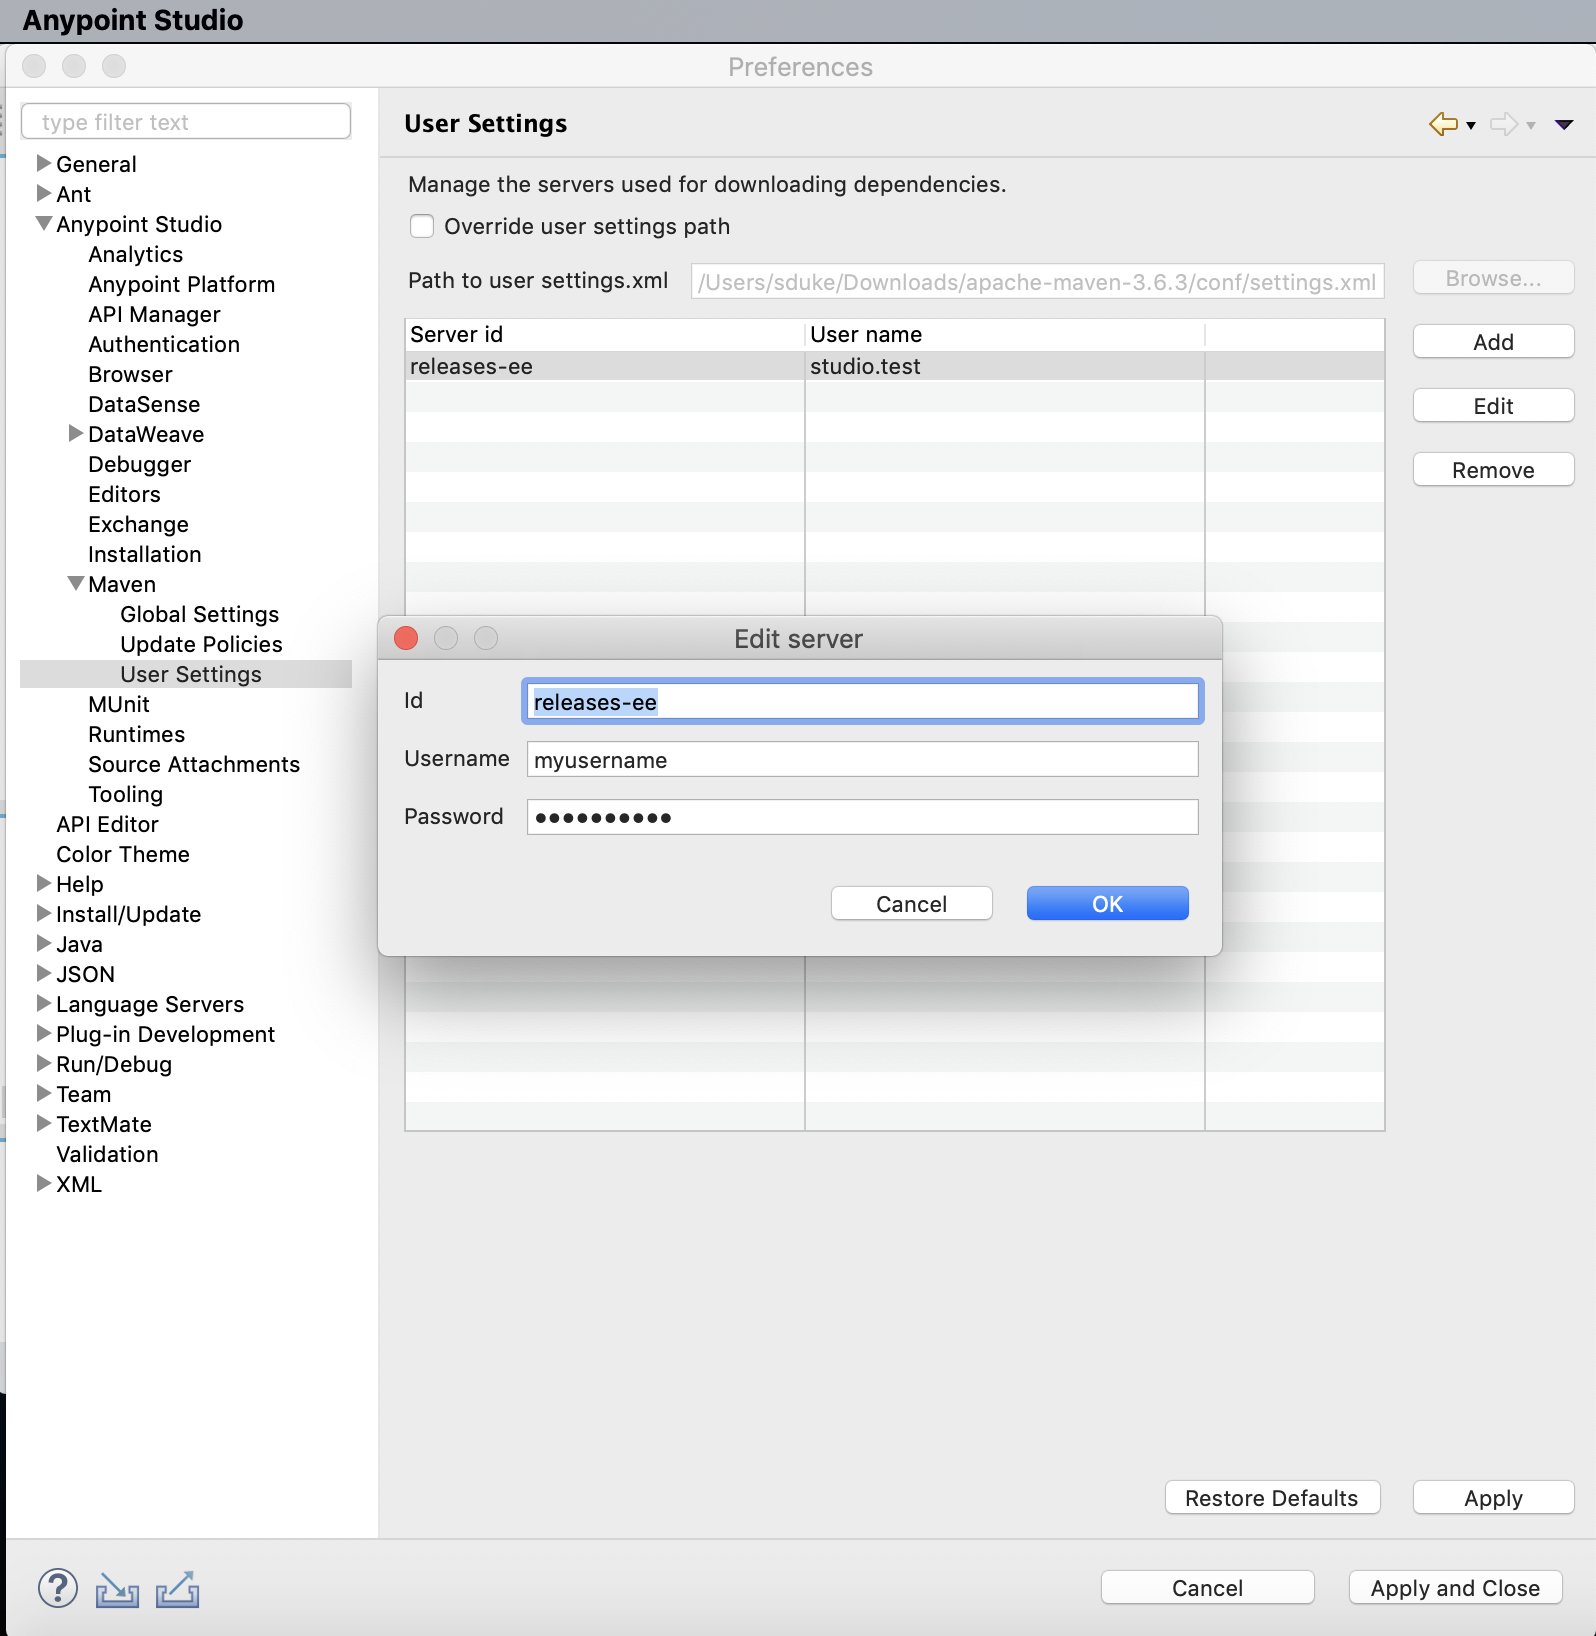 Anypoint Studio
Preferences
type filter text
General
Ant
Anypoint Studio
Analytics
Anypoint Platform
API Manager
Authentication
Browser
DataSense
DataWeave
Debugger
Editors
Exchange
Installation
Maven
Global Settings
Update Policies
User Settings
MUnit
Runtimes
Source Attachments
Tooling
API Editor
Color Theme
Help
Install/Update
Java
JSON
Language Servers
Plug-in Development
Run/Debug
Team
TextMate
Validation
XML
User Settings
Manage the servers used for downloading dependencies.
Override user settings path
Path to user settings.xml /Users/sduke/Downloads/apache-maven-3.6.3/conf/settings.xml Browse...
Server id User name
releases-ee studio.test
Add
Edit
Remove
Edit server
Id releases-ee
Username myusername
Password ●●●●●●●●●●
Cancel OK
Restore Defaults Apply
? Cancel Apply and Close